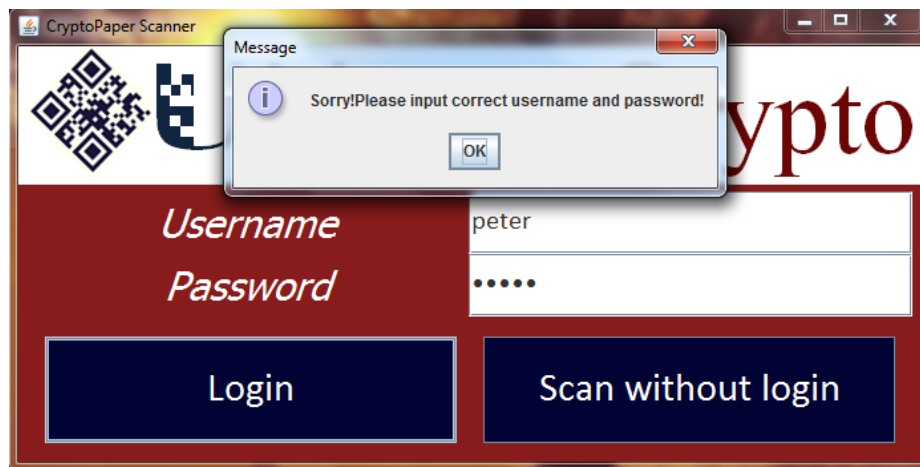 CryptoPaper Scanner
Message
Sorry!Please input correct username and password!
OK
ypto
Username
peter
Password
•••••
Login
Scan without login